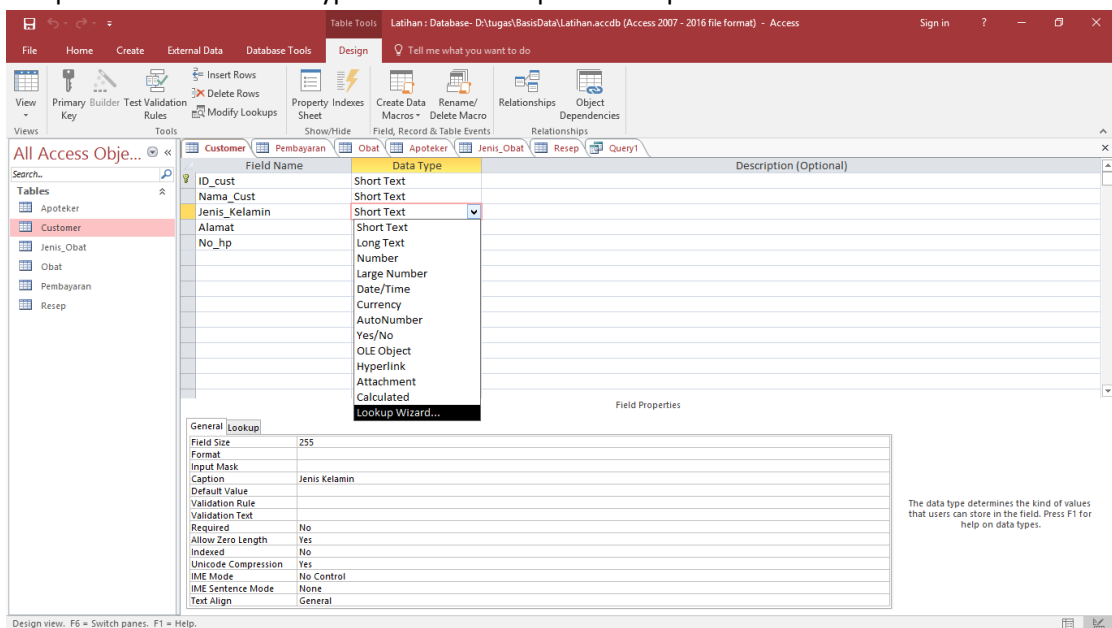 Table Tools Latihan : Database- D:\tugas\BasisData\Latihan.accdb (Access 2007 - 2016 file format) - Access Sign in ?
File Home Create External Data Database Tools Design Tell me what you want to do
View
Primary Key
Builder
Test Validation Rules
Insert Rows
Delete Rows
Modify Lookups
Property Sheet
Indexes
Create Data Macros
Rename/ Delete Macro
Relationships
Object Dependencies
Views Tools Show/Hide Field, Record & Table Events Relationships
All Access Obje... «
Search...
Tables
Apoteker
Customer
Jenis_Obat
Obat
Pembayaran
Resep
Customer Pembayaran Obat Apoteker Jenis_Obat Resep Query1
Field Name Data Type Description (Optional)
ID_cust Short Text
Nama_Cust Short Text
Jenis_Kelamin Short Text
Alamat
No_hp
Short Text
Long Text
Number
Large Number
Date/Time
Currency
AutoNumber
Yes/No
OLE Object
Hyperlink
Attachment
Calculated
Lookup Wizard...
Field Properties
General Lookup
Field Size 255
Format
Input Mask
Caption Jenis Kelamin
Default Value
Validation Rule
Validation Text
Required No
Allow Zero Length Yes
Indexed No
Unicode Compression Yes
IME Mode No Control
IME Sentence Mode None
Text Align General
The data type determines the kind of values
that users can store in the field. Press F1 for
help on data types.
Design view. F6 = Switch panes. F1 = Help.